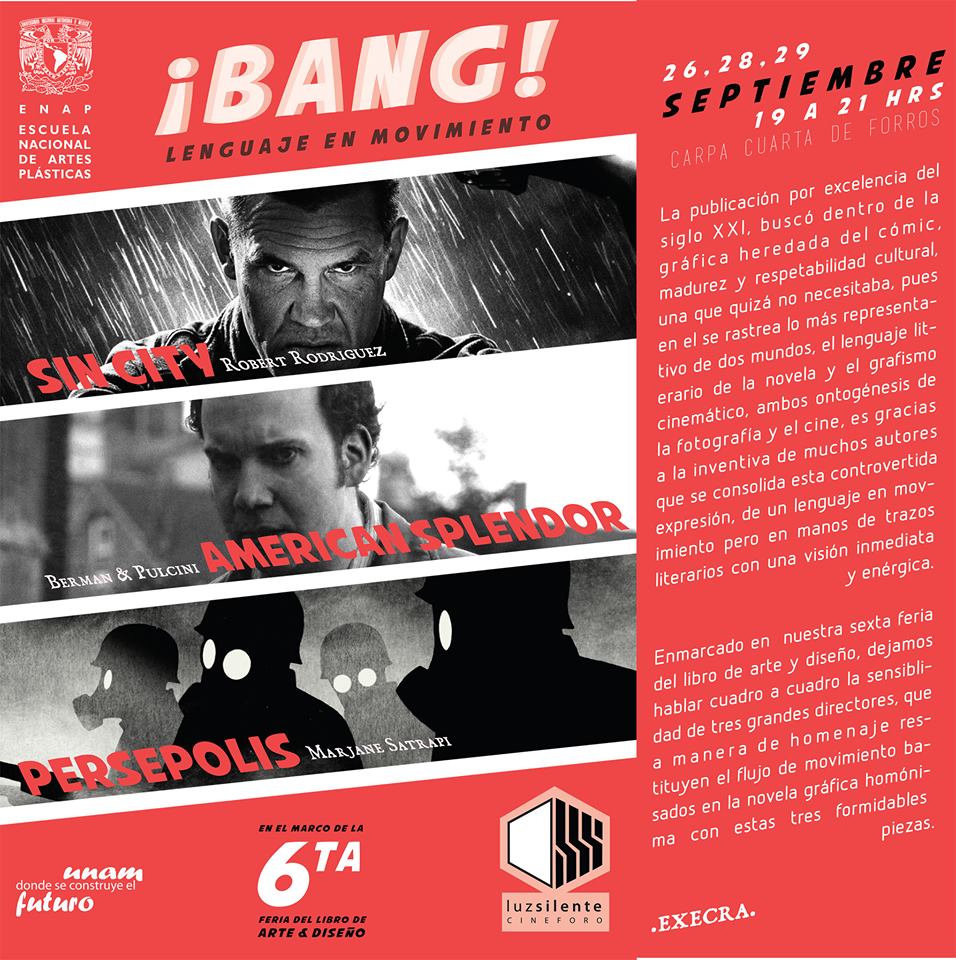 ENAP
ESCUELA
NACIONAL
DE ARTES
PLÁSTICAS
¡BANG!
LENGUAJE EN MOVIMIENTO
SIN CITY ROBERT RODRIGUEZ
BERMAN & PULCINI AMERICAN SPLENDOR
PERSEPOLIS MARJANE SATRAPI
unam
donde se construye el
futuro
EN EL MARCO DE LA
6TA
FERIA DEL LIBRO DE
ARTE & DISEÑO
luzsilente
CINEFORO
26,28,29
SEPTIEMBRE
19 A 21 HRS
CARPA CUARTA DE FORROS
La publicación por excelencia del
siglo XXI, buscó dentro de la
gráfica heredada del cómic,
madurez y respetabilidad cultural,
una que quizá no necesitaba, pues
en el se rastrea lo más representa-
tivo de dos mundos, el lenguaje lit-
erario de la novela y el grafismo
cinemático, ambos ontogénesis de
la fotografía y el cine, es gracias
a la inventiva de muchos autores
que se consolida esta controvertida
expresión, de un lenguaje en mov-
imiento pero en manos de trazos
literarios con una visión inmediata
y enérgica.
Enmarcado en nuestra sexta feria
del libro de arte y diseño, dejamos
hablar cuadro a cuadro la sensibli-
dad de tres grandes directores, que
a manera de homenaje res-
tituyen el flujo de movimiento ba-
sados en la novela gráfica homóni-
ma con estas tres formidables
piezas.
.EXECRA.